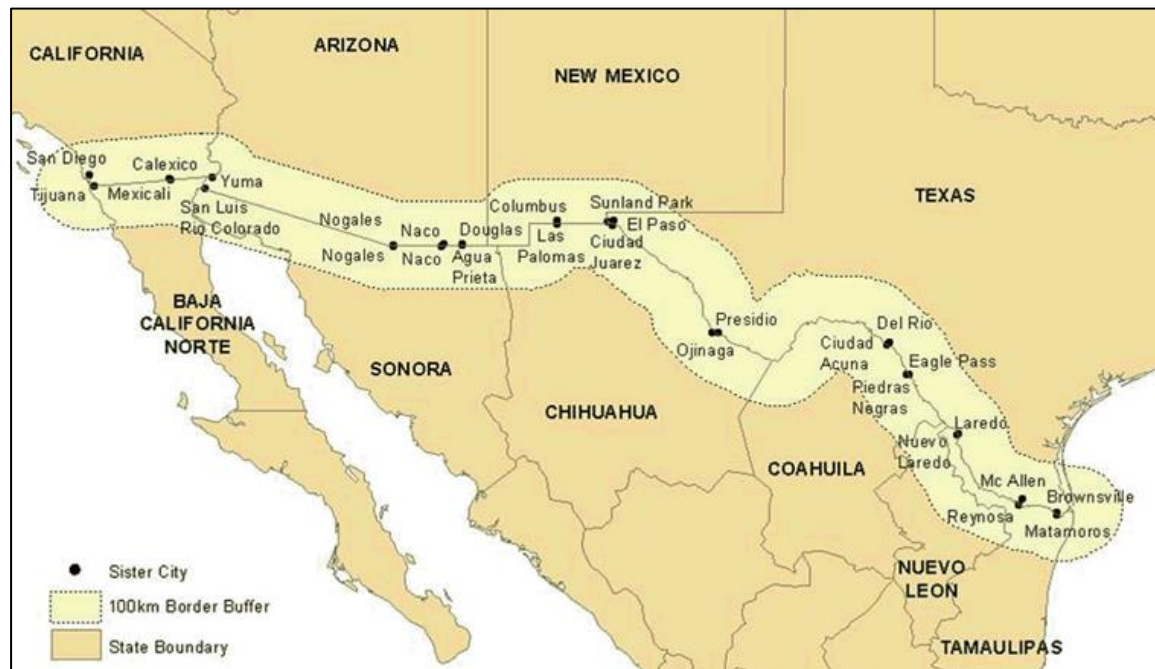 CALIFORNIA
ARIZONA
NEW MEXICO
TEXAS
San Diego
Tijuana
Calexico
Mexicali
Yuma
San Luis
Rio Colorado
Nogales
Nogales
Naco
Naco
Douglas
Agua
Prieta
Columbus
Las
Palomas
Sunland Park
El Paso
Ciudad
Juarez
Presidio
Ojinaga
Del Rio
Ciudad
Acuna
Eagle Pass
Piedras
Negras
Laredo
Nuevo
Laredo
Mc Allen
Reynosa
Brownsville
Matamoros
BAJA
CALIFORNIA
NORTE
SONORA
CHIHUAHUA
COAHUILA
NUEVO
LEON
TAMAULIPAS
Sister City
100km Border Buffer
State Boundary